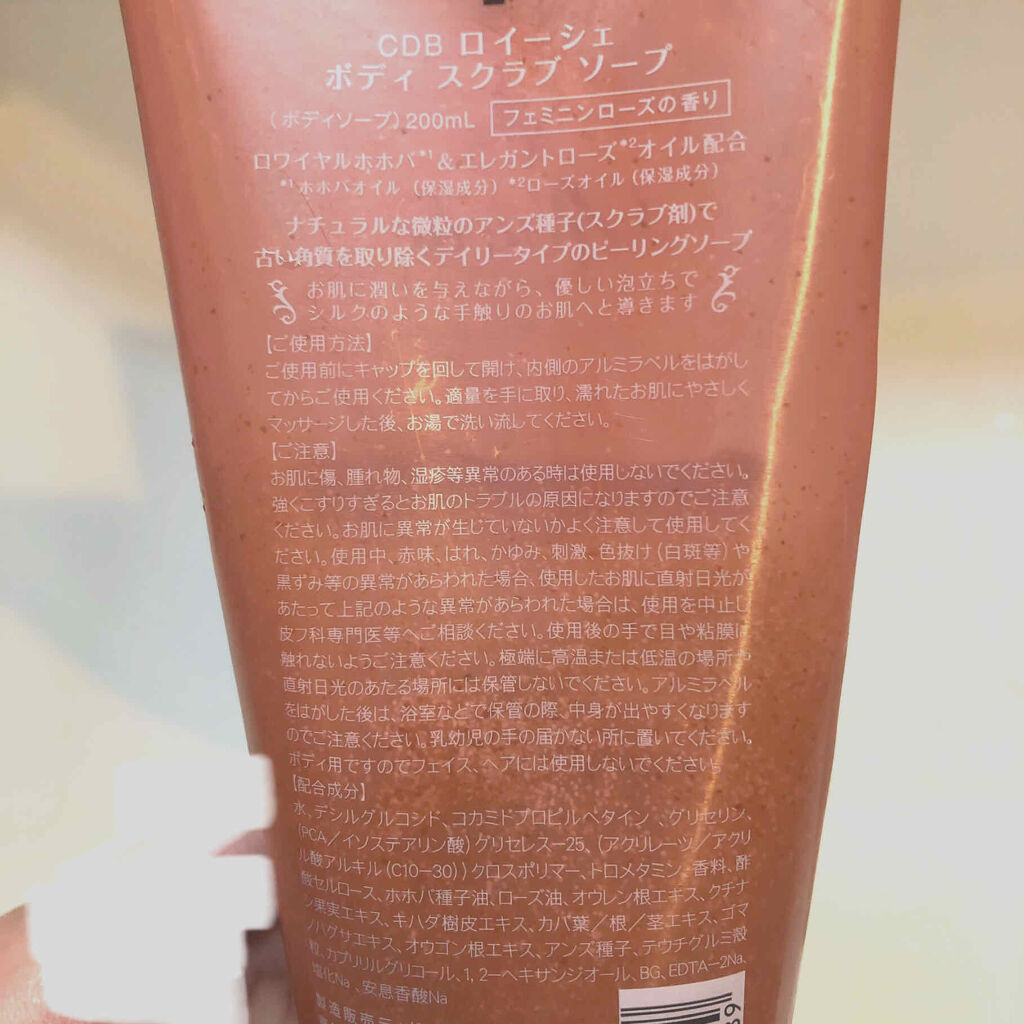 CDB ロイーシェ
ボディ スクラブ ソープ
（ボディソープ）200mL フェミニンローズの香り
ロワイヤルホホバ*1＆エレガントローズ*2オイル配合
*1ホホバオイル（保湿成分）*2ローズオイル（保湿成分）
ナチュラルな微粒のアンズ種子(スクラブ剤)で
古い角質を取り除くデイリータイプのピーリングソープ
お肌に潤いを与えながら、優しい泡立ちで
シルクのような手触りのお肌へと導きます
【ご使用方法】
ご使用前にキャップを回して開け、内側のアルミラベルをはがし
てからご使用ください。適量を手に取り、濡れたお肌にやさしく
マッサージした後、お湯で洗い流してください。
【ご注意】
お肌に傷、腫れ物、湿疹等異常のある時は使用しないでください。
強くこすりすぎるとお肌のトラブルの原因になりますのでご注意
ください。お肌に異常が生じていないかよく注意して使用してく
ださい。使用中、赤味、はれ、かゆみ、刺激、色抜け（白斑等）や
黒ずみ等の異常があらわれた場合、使用したお肌に直射日光が
あたって上記のような異常があらわれた場合は、使用を中止し
皮フ科専門医等へご相談ください。使用後の手で目や粘膜に
触れないようご注意ください。極端に高温または低温の場所や
直射日光のあたる場所には保管しないでください。アルミラベル
をはがした後は、浴室などで保管の際、中身が出やすくなります
のでご注意ください。乳幼児の手の届かない所に置いてください。
ボディ用ですのでフェイス、ヘアには使用しないでください。
【配合成分】
水、デシルグルコシド、コカミドプロピルベタイン、グリセリン、
(PCA／イソステアリン酸)グリセレス－25、(アクリレーツ／アクリ
ル酸アルキル(C10－30))クロスポリマー、トロメタミン、香料、酢
酸セルロース、ホホバ種子油、ローズ油、オウレン根エキス、クチナ
シ果実エキス、キハダ樹皮エキス、カバ葉／根／茎エキス、ゴマ
ノハグサエキス、オウゴン根エキス、アンズ種子、テウチグルミ殻
粒、カプリリルグリコール、1,2－ヘキサンジオール、BG、EDTA－2Na、
塩化Na、安息香酸Na
製造販売元